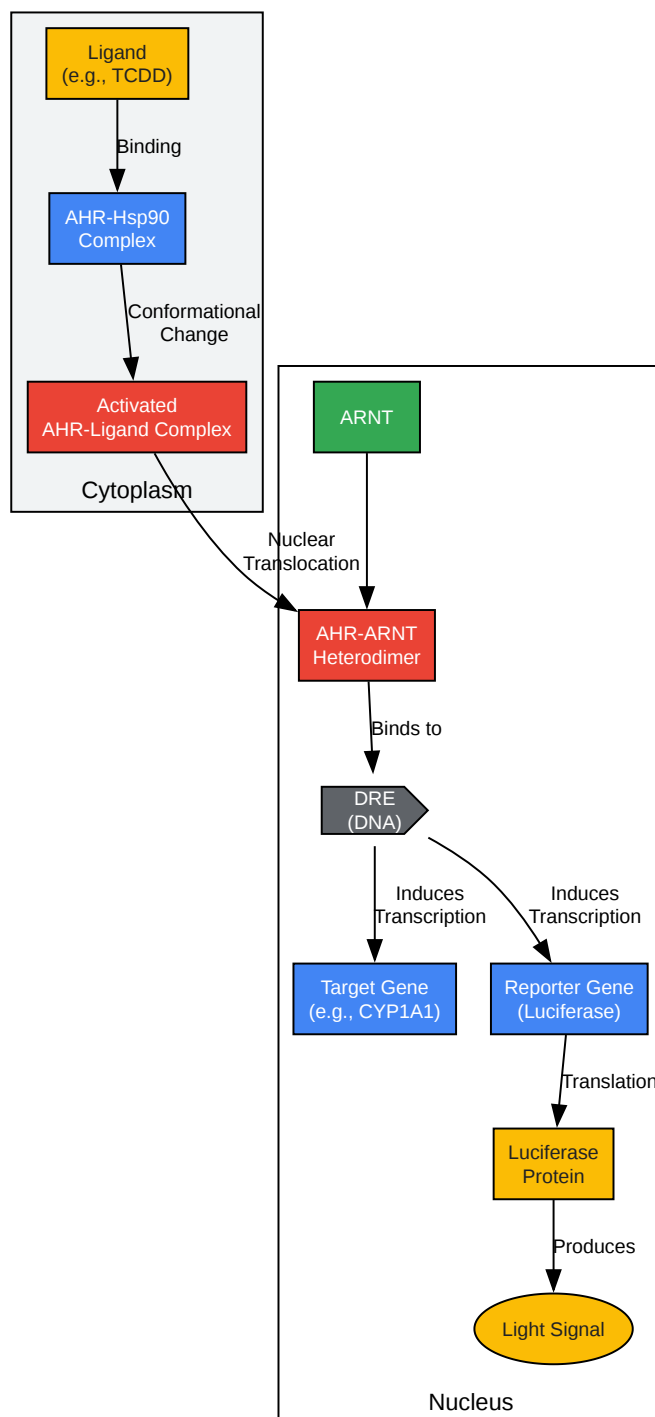 Ligand
(e.g., TCDD)
Binding
AHR-Hsp90
Complex
Conformational
Change
Activated
AHR-Ligand Complex
Cytoplasm
ARNT
Nuclear
Translocation
AHR-ARNT
Heterodimer
Binds to
DRE
(DNA)
Induces
Transcription
Induces
Transcription
Target Gene
(e.g., CYP1A1)
Reporter Gene
(Luciferase)
Translation
Luciferase
Protein
Produces
Light Signal
Nucleus